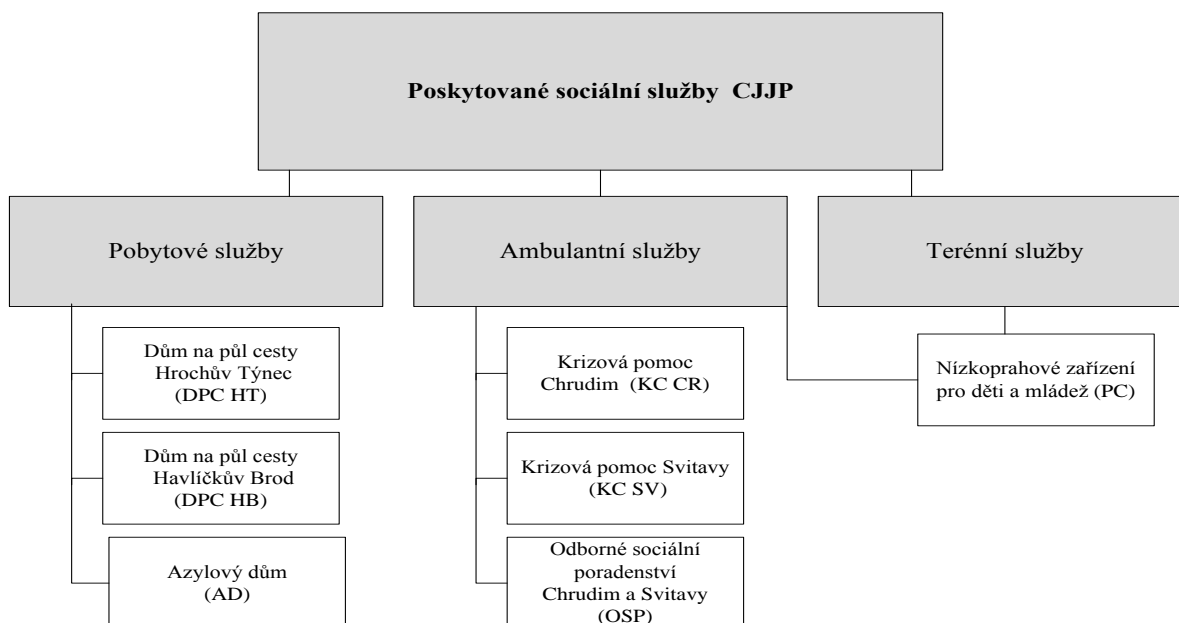 Poskytované sociální služby CJJP
Pobytové služby
Ambulantní služby
Terénní služby
Dům na půl cesty
Hrochův Týnec
(DPC HT)
Dům na půl cesty
Havlíčkův Brod
(DPC HB)
Azylový dům
(AD)
Krizová pomoc
Chrudim (KC CR)
Krizová pomoc Svitavy
(KC SV)
Odborné sociální
poradenství
Chrudim a Svitavy
(OSP)
Nízkoprahové zařízení
pro děti a mládež (PC)